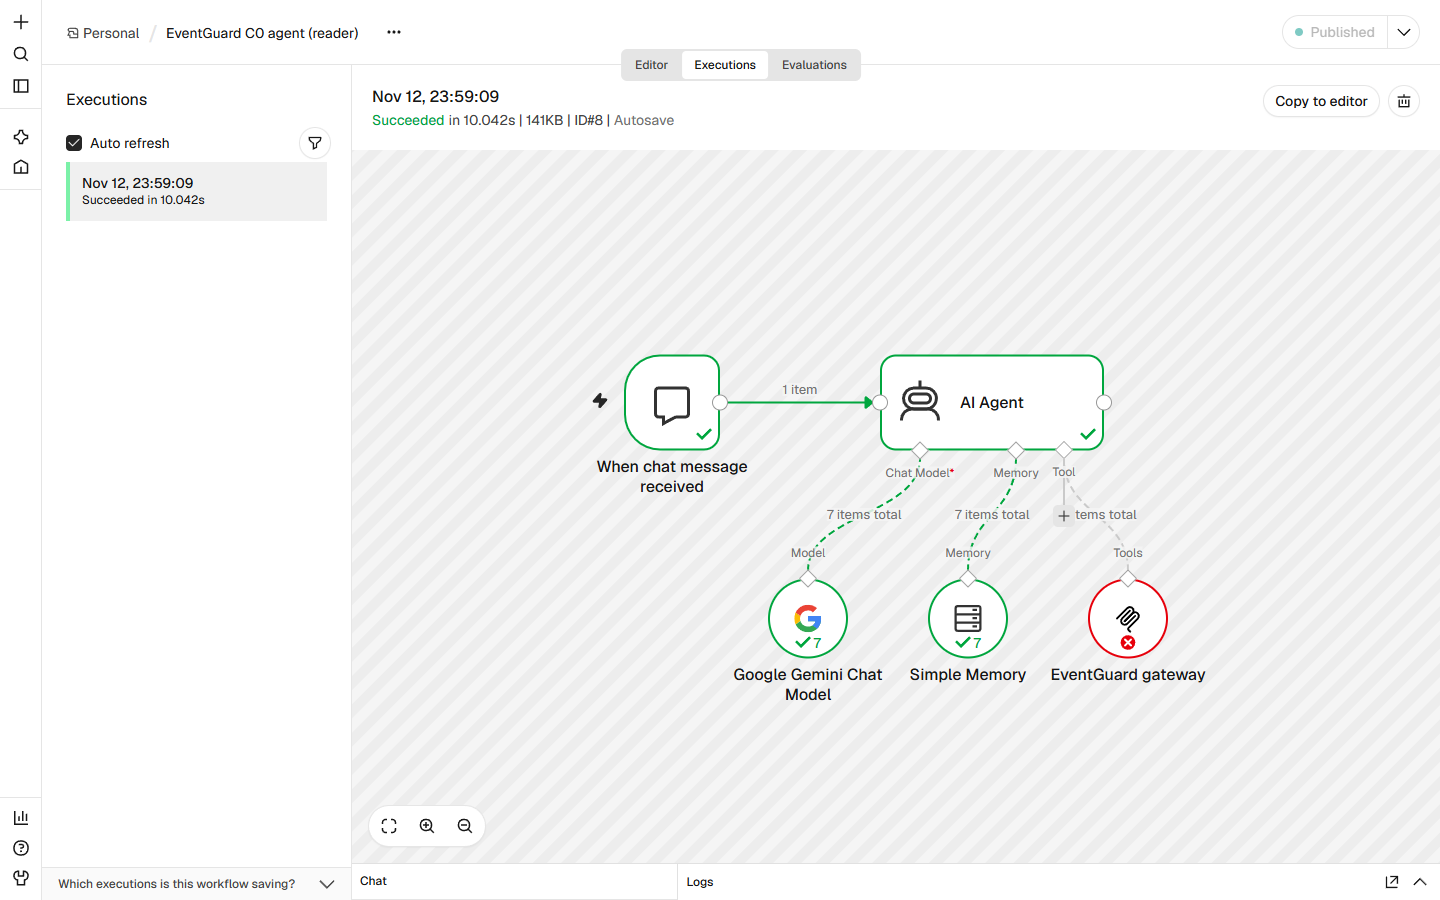 Personal / EventGuard C0 agent (reader) •••
Published
Editor Executions Evaluations
Executions
Auto refresh
Nov 12, 23:59:09
Succeeded in 10.042s
Nov 12, 23:59:09
Succeeded in 10.042s | 141KB | ID#8 | Autosave
Copy to editor
1 item
AI Agent
When chat message
received
Chat Model*
Memory
Tool
7 items total
7 items total
tems total
Model
Memory
Tools
7
7
Google Gemini Chat
Model
Simple Memory
EventGuard gateway
Which executions is this workflow saving?
Chat
Logs